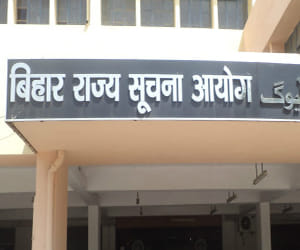 बिहार राज्य सूचना आयोग